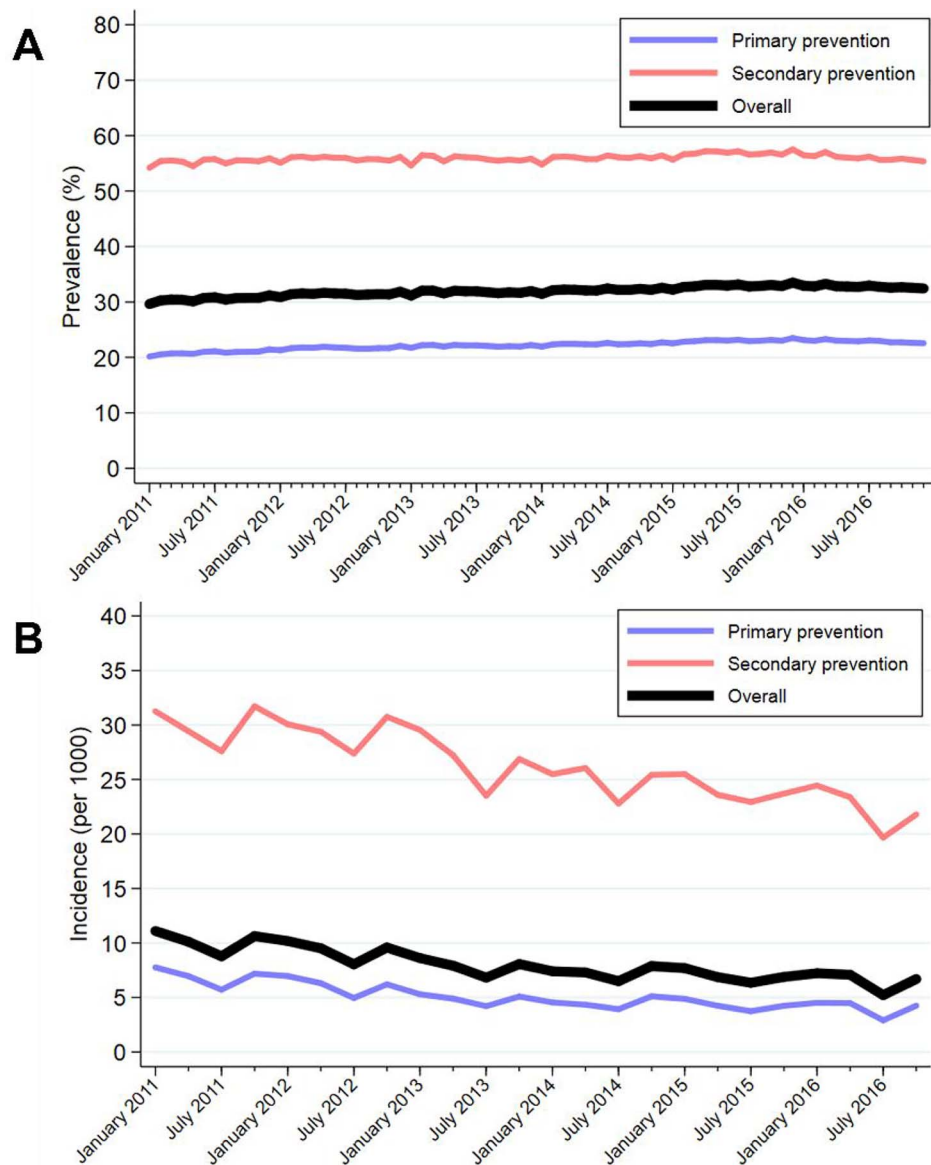 A
Prevalence (%)
80
70
60
50
40
30
20
10
0
Primary prevention
Secondary prevention
Overall
January 2011
July 2011
January 2012
July 2012
January 2013
July 2013
January 2014
July 2014
January 2015
July 2015
January 2016
July 2016
B
Incidence (per 1000)
40
35
30
25
20
15
10
5
0
Primary prevention
Secondary prevention
Overall
January 2011
July 2011
January 2012
July 2012
January 2013
July 2013
January 2014
July 2014
January 2015
July 2015
January 2016
July 2016